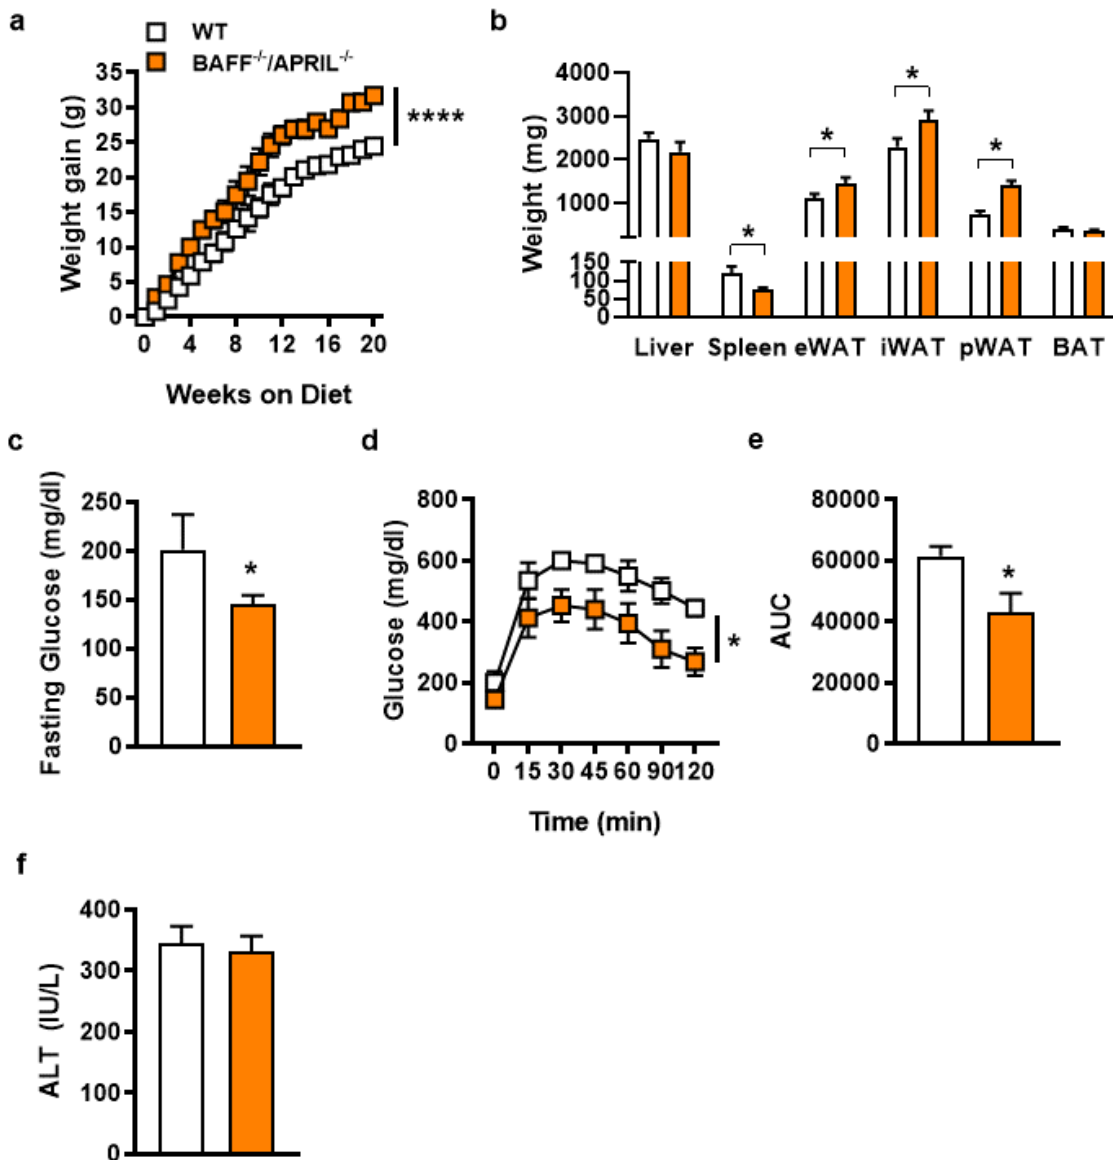 a
WT
BAFF⁻/⁻/APRIL⁻/⁻
35
30
25
20
15
10
5
0
Weight gain (g)
****
0 4 8 12 16 20
Weeks on Diet
b
4000
3000
2000
1000
150
100
50
0
Weight (mg)
* * * *
Liver Spleen eWAT iWAT pWAT BAT
c
250
200
150
100
50
0
Fasting Glucose (mg/dl)
*
d
800
600
400
200
0
Glucose (mg/dl)
*
0 15 30 45 60 90 120
Time (min)
e
80000
60000
40000
20000
0
AUC
*
f
400
300
200
100
0
ALT (IU/L)